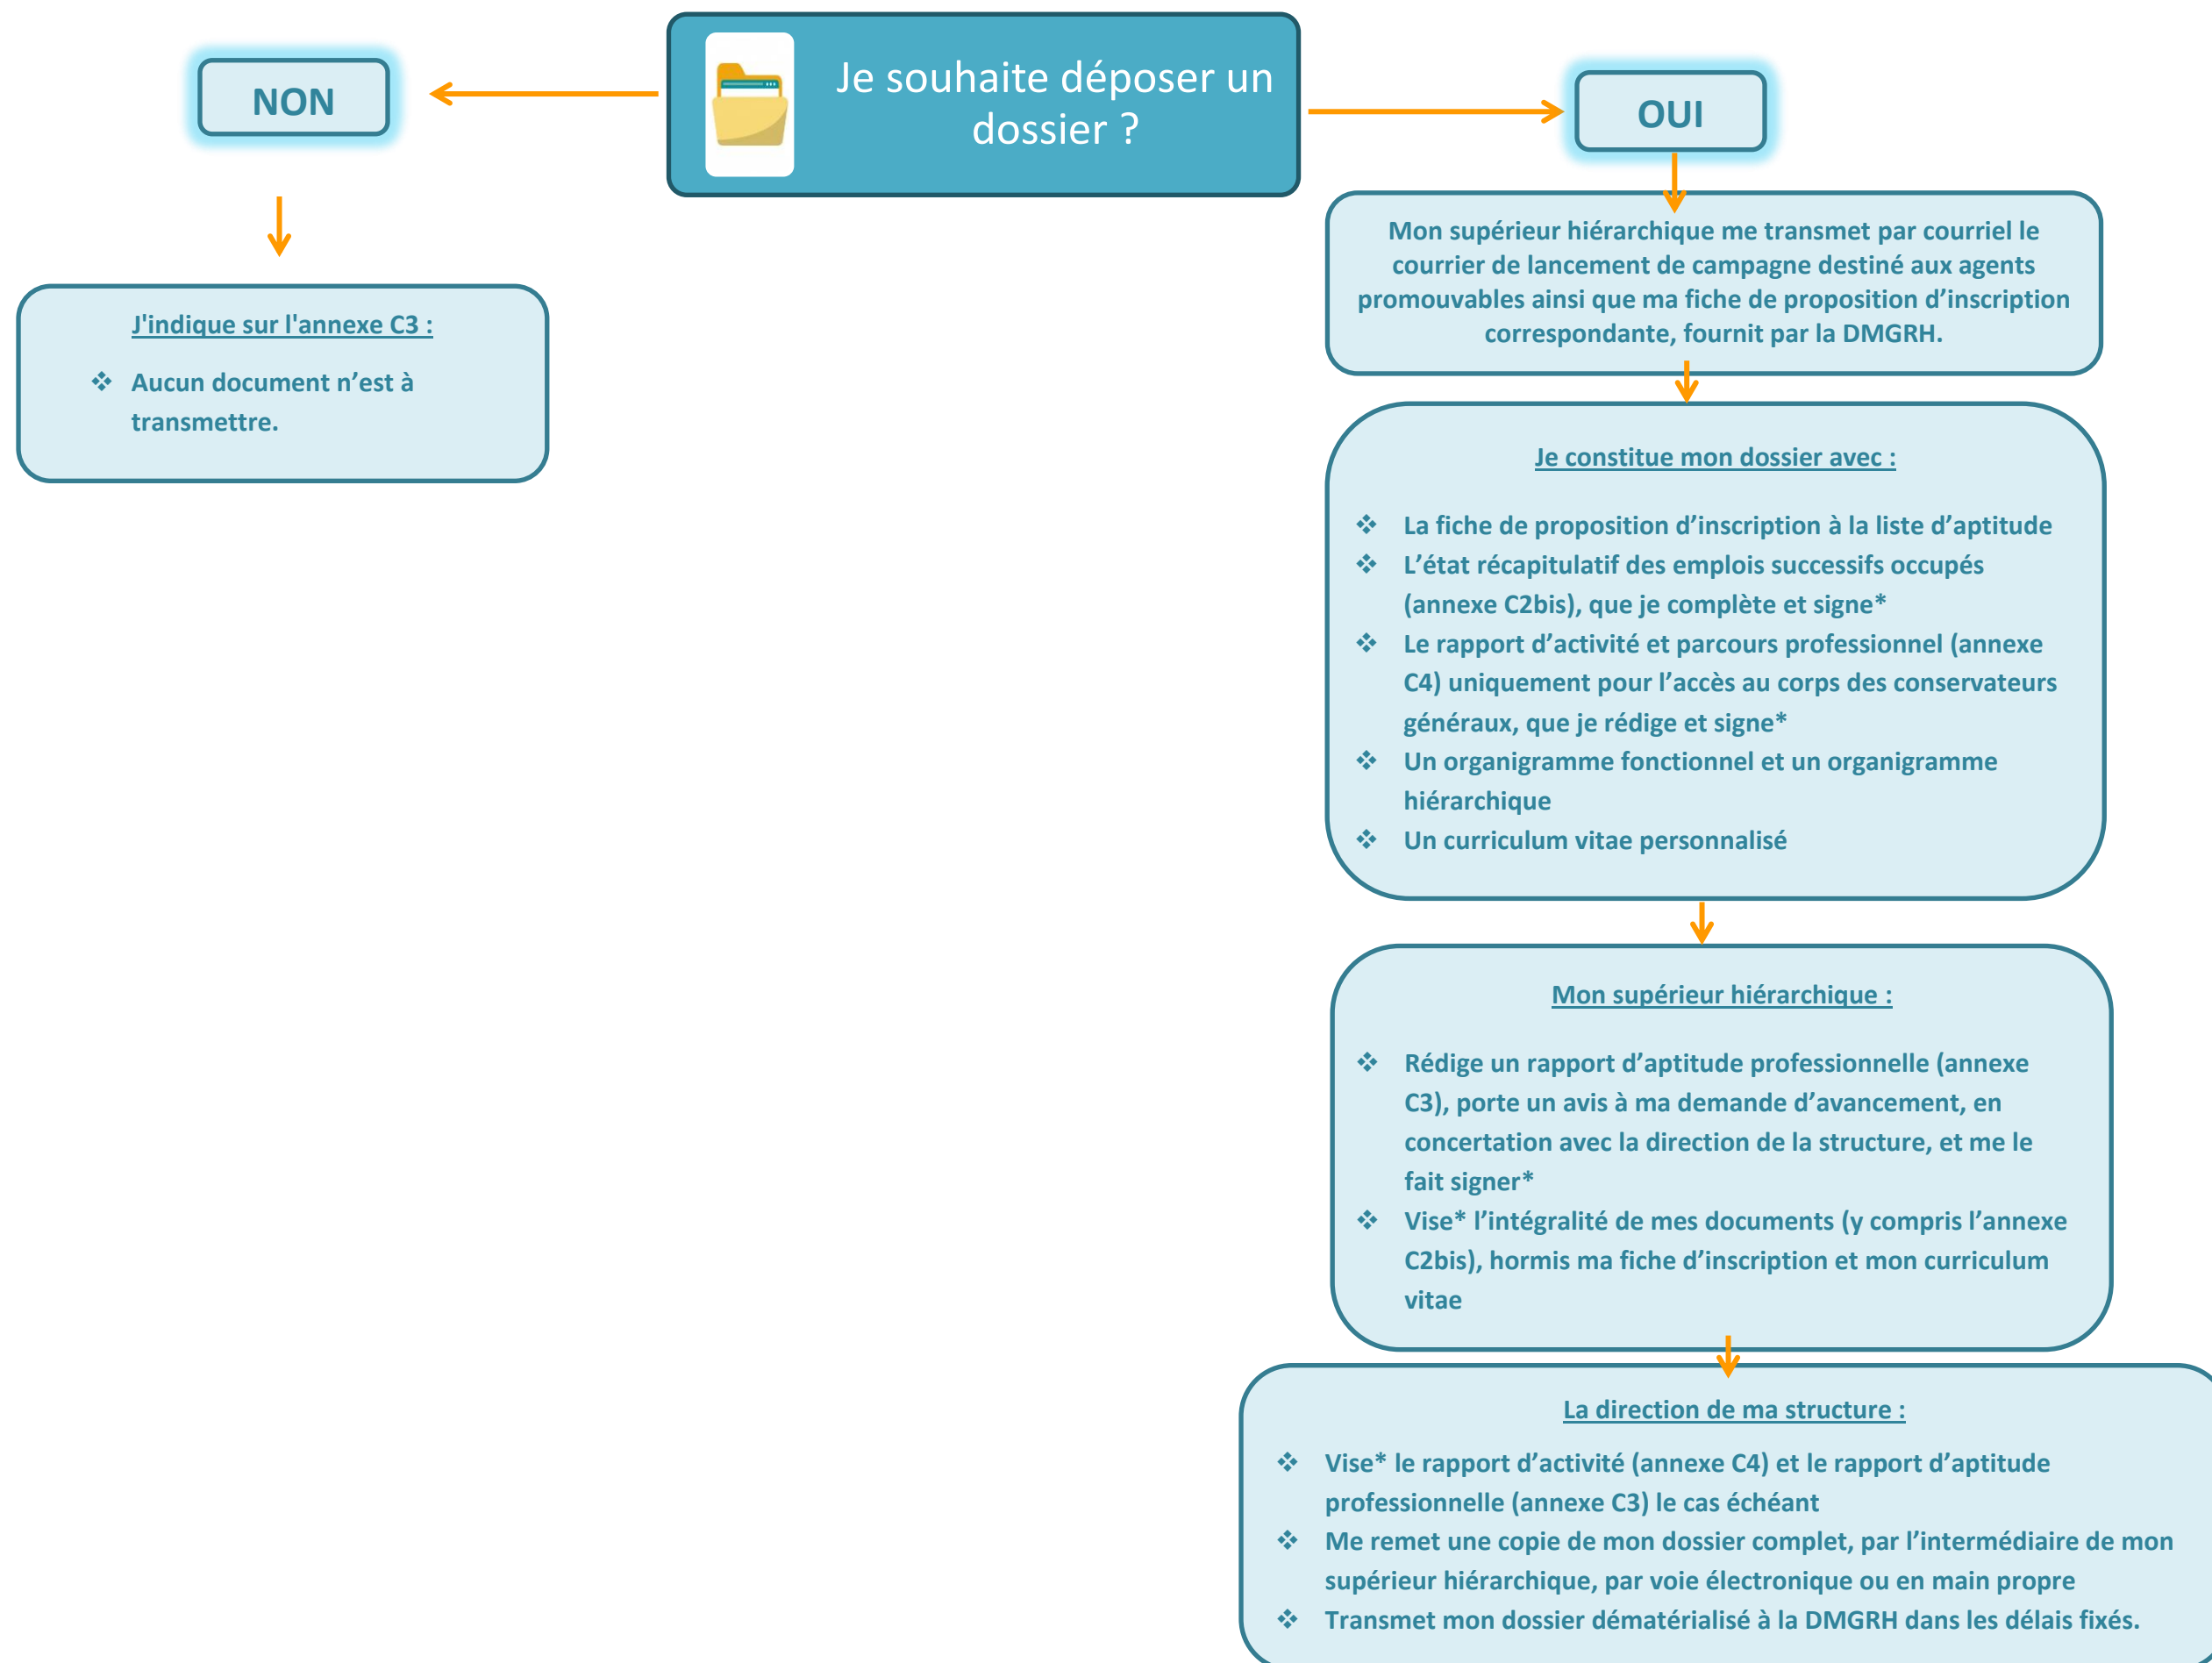 Je souhaite déposer un
dossier ?
NON
J'indique sur l'annexe C3 :
❖ Aucun document n’est à
transmettre.
OUI
Mon supérieur hiérarchique me transmet par courriel le
courrier de lancement de campagne destiné aux agents
promouvables ainsi que ma fiche de proposition d’inscription
correspondante, fournit par la DMGRH.
Je constitue mon dossier avec :
❖ La fiche de proposition d’inscription à la liste d’aptitude
❖ L’état récapitulatif des emplois successifs occupés
(annexe C2bis), que je complète et signe*
❖ Le rapport d’activité et parcours professionnel (annexe
C4) uniquement pour l’accès au corps des conservateurs
généraux, que je rédige et signe*
❖ Un organigramme fonctionnel et un organigramme
hiérarchique
❖ Un curriculum vitae personnalisé
Mon supérieur hiérarchique :
❖ Rédige un rapport d’aptitude professionnelle (annexe
C3), porte un avis à ma demande d’avancement, en
concertation avec la direction de la structure, et me le
fait signer*
❖ Vise* l’intégralité de mes documents (y compris l’annexe
C2bis), hormis ma fiche d’inscription et mon curriculum
vitae
La direction de ma structure :
❖ Vise* le rapport d’activité (annexe C4) et le rapport d’aptitude
professionnelle (annexe C3) le cas échéant
❖ Me remet une copie de mon dossier complet, par l’intermédiaire de mon
supérieur hiérarchique, par voie électronique ou en main propre
❖ Transmet mon dossier dématérialisé à la DMGRH dans les délais fixés.